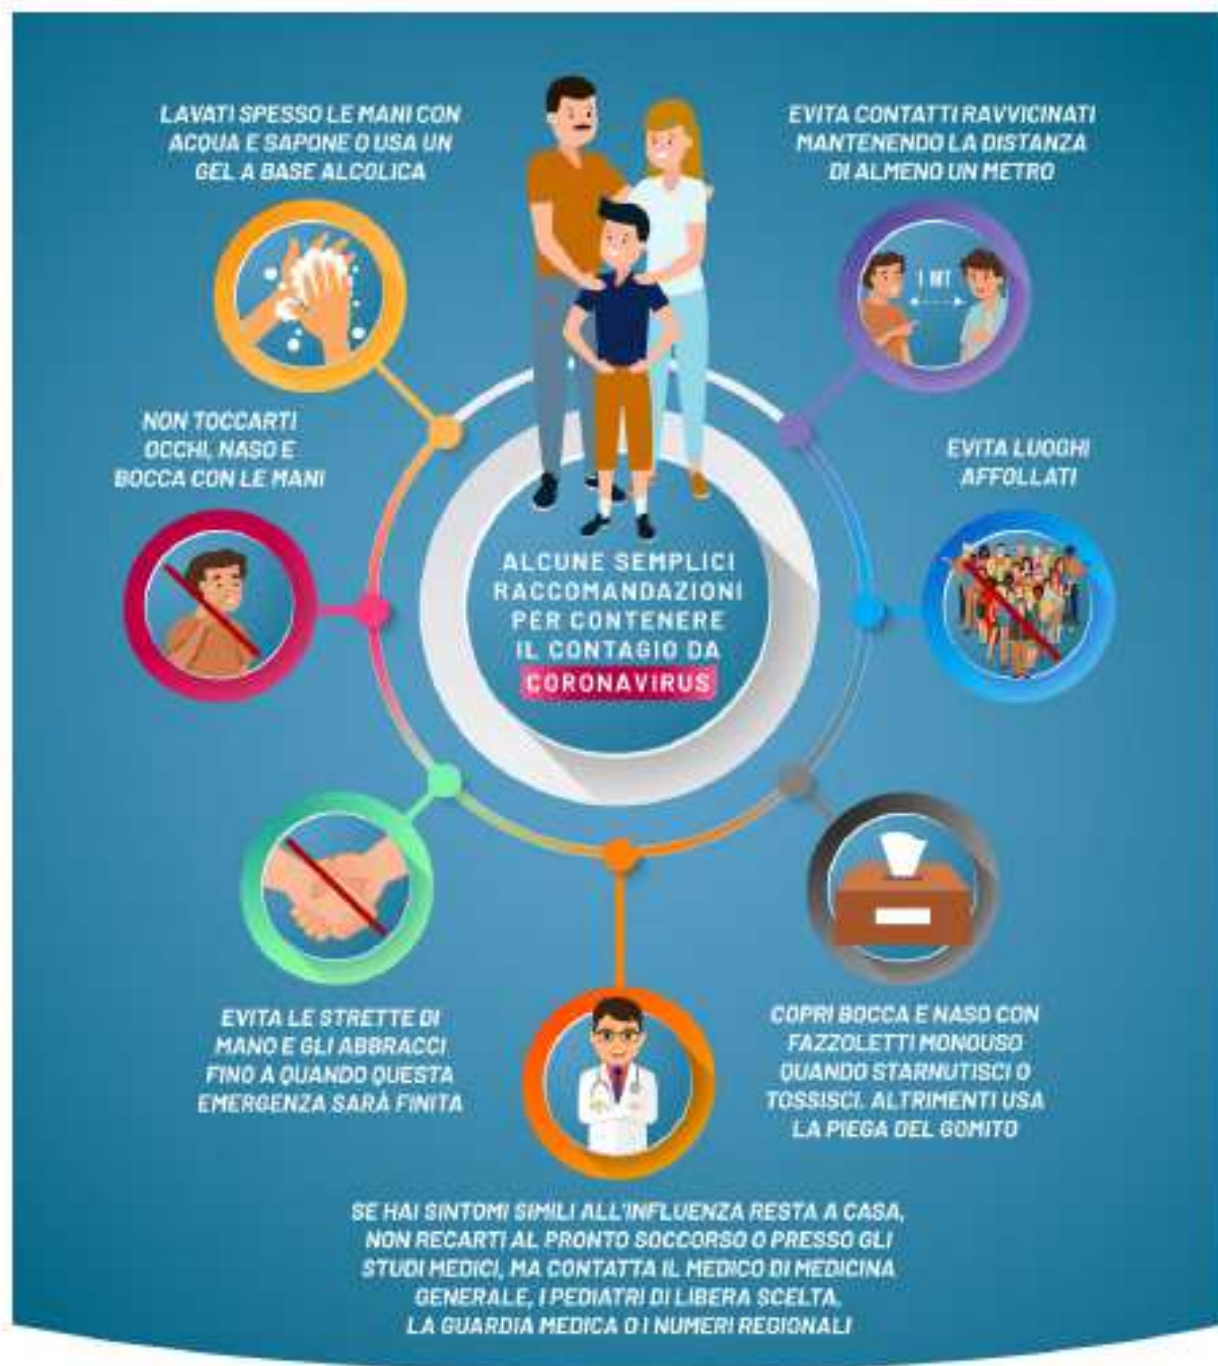 LAVATI SPESSO LE MANI CON
ACQUA E SAPONE O USA UN
GEL A BASE ALCOLICA
EVITA CONTATTI RAVVICINATI
MANTENENDO LA DISTANZA
DI ALMENO UN METRO
1 MT
NON TOCCARTI
OCCHI, NASO E
BOCCA CON LE MANI
EVITA LUOGHI
AFFOLLATI
ALCUNE SEMPLICI
RACCOMANDAZIONI
PER CONTENERE
IL CONTAGIO DA
CORONAVIRUS
EVITA LE STRETTE DI
MANO E GLI ABBRACCI
FINO A QUANDO QUESTA
EMERGENZA SARÀ FINITA
COPRI BOCCA E NASO CON
FAZZOLETTI MONOUSO
QUANDO STARNUTISCI O
TOSSISCI. ALTRIMENTI USA
LA PIEGA DEL GOMITO
SE HAI SINTOMI SIMILI ALL'INFLUENZA RESTA A CASA,
NON RECARTI AL PRONTO SOCCORSO O PRESSO GLI
STUDI MEDICI, MA CONTATTA IL MEDICO DI MEDICINA
GENERALE, I PEDIATRI DI LIBERA SCELTA,
LA GUARDIA MEDICA O I NUMERI REGIONALI